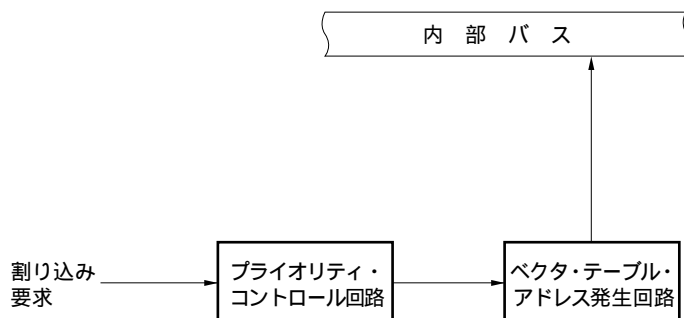 内部バス
割り込み
要求
プライオリティ・
コントロール回路
ベクタ・テーブル・
アドレス発生回路